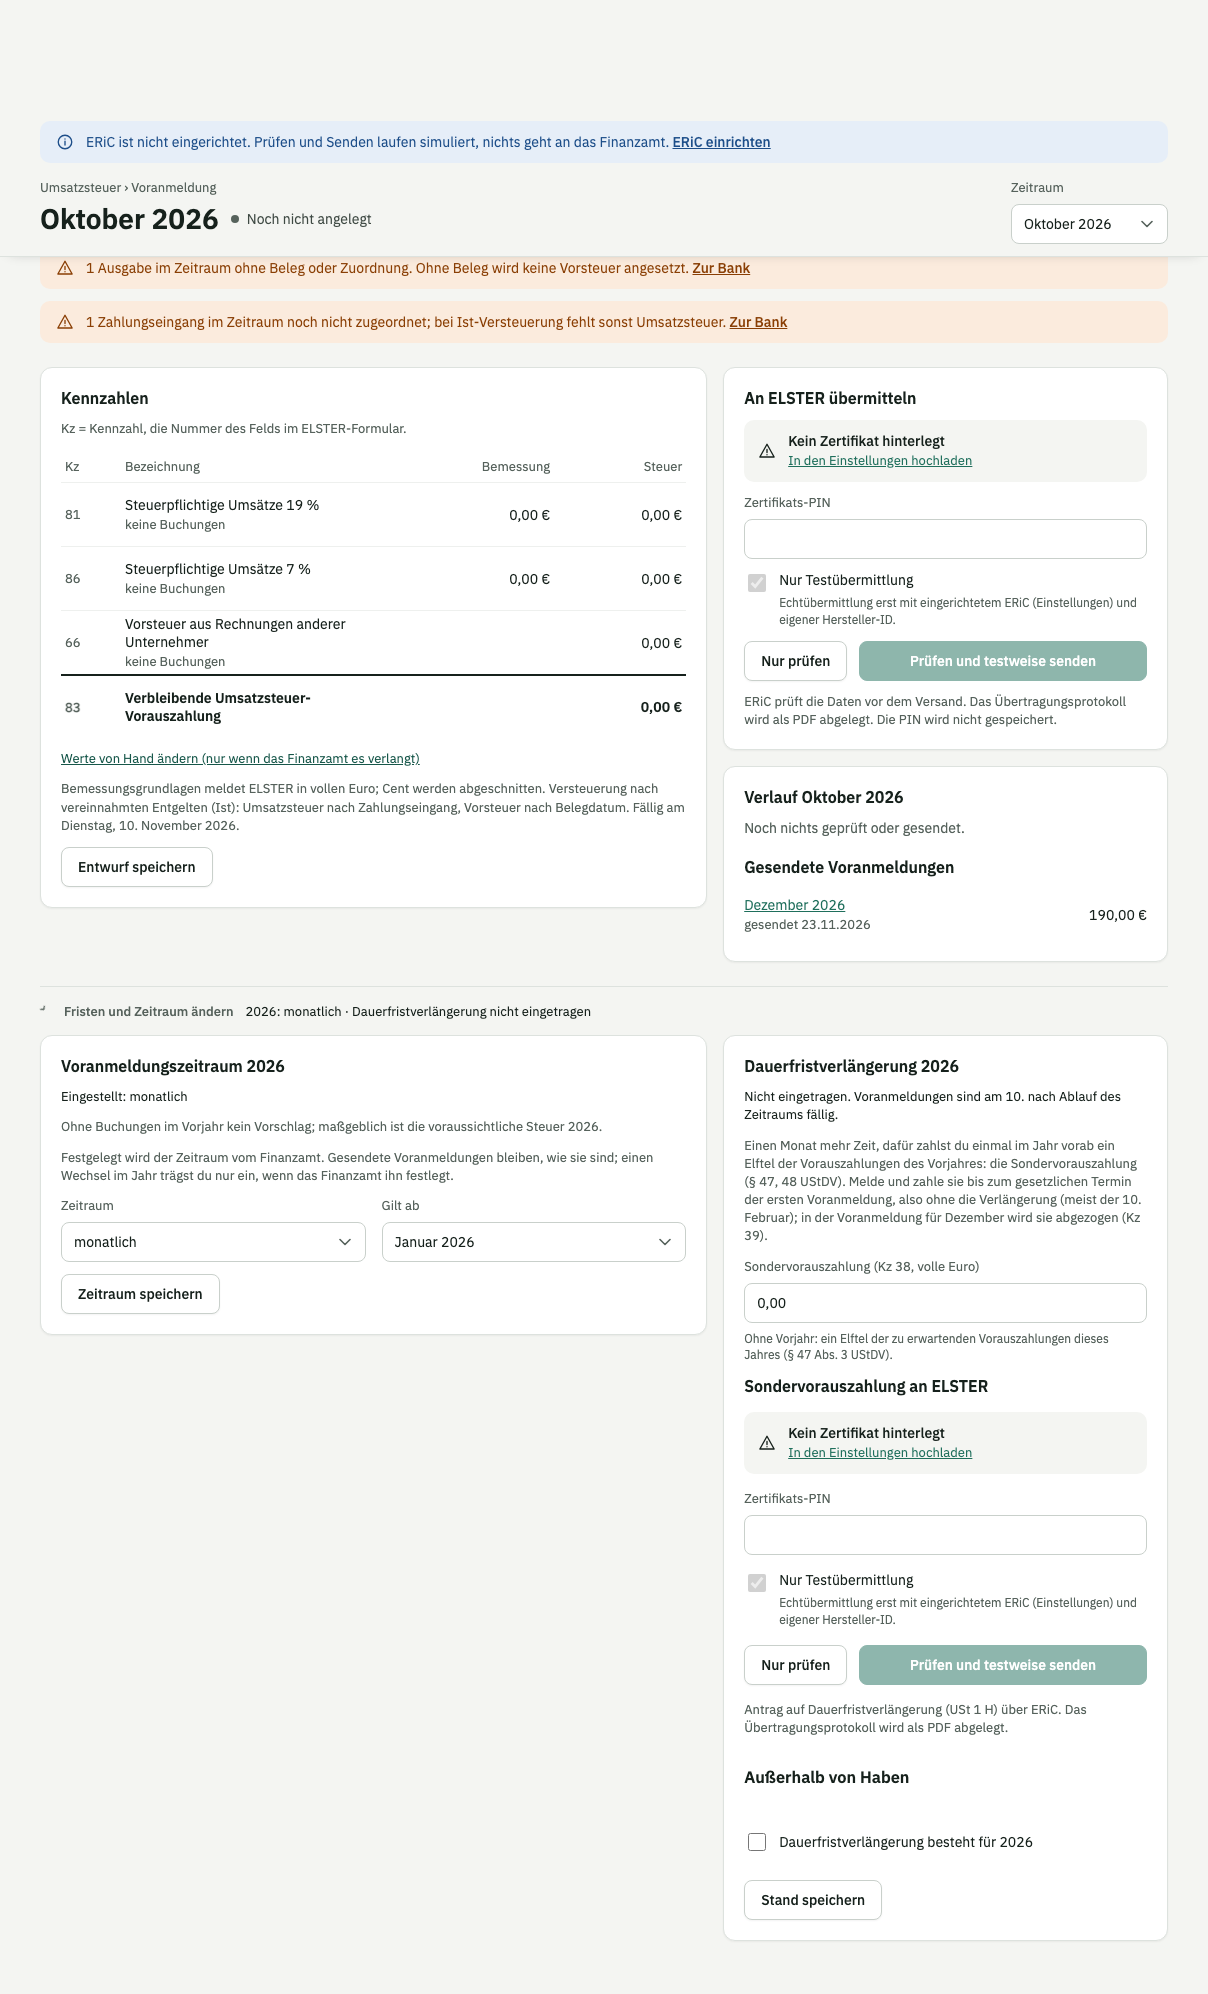 ERiC ist nicht eingerichtet. Prüfen und Senden laufen simuliert, nichts geht an das Finanzamt. ERiC einrichten
Umsatzsteuer › Voranmeldung
Oktober 2026
Noch nicht angelegt
Zeitraum
Oktober 2026
1 Ausgabe im Zeitraum ohne Beleg oder Zuordnung. Ohne Beleg wird keine Vorsteuer angesetzt. Zur Bank
1 Zahlungseingang im Zeitraum noch nicht zugeordnet; bei Ist-Versteuerung fehlt sonst Umsatzsteuer. Zur Bank
Kennzahlen
Kz = Kennzahl, die Nummer des Felds im ELSTER-Formular.
Kz Bezeichnung Bemessung Steuer
81 Steuerpflichtige Umsätze 19 % 0,00 € 0,00 €
keine Buchungen
86 Steuerpflichtige Umsätze 7 % 0,00 € 0,00 €
keine Buchungen
66 Vorsteuer aus Rechnungen anderer
Unternehmer 0,00 €
keine Buchungen
83 Verbleibende Umsatzsteuer-
Vorauszahlung 0,00 €
Werte von Hand ändern (nur wenn das Finanzamt es verlangt)
Bemessungsgrundlagen meldet ELSTER in vollen Euro; Cent werden abgeschnitten. Versteuerung nach
vereinnahmten Entgelten (Ist): Umsatzsteuer nach Zahlungseingang, Vorsteuer nach Belegdatum. Fällig am
Dienstag, 10. November 2026.
Entwurf speichern
An ELSTER übermitteln
Kein Zertifikat hinterlegt
In den Einstellungen hochladen
Zertifikats-PIN
Nur Testübermittlung
Echtübermittlung erst mit eingerichtetem ERiC (Einstellungen) und
eigener Hersteller-ID.
Nur prüfen
Prüfen und testweise senden
ERiC prüft die Daten vor dem Versand. Das Übertragungsprotokoll
wird als PDF abgelegt. Die PIN wird nicht gespeichert.
Verlauf Oktober 2026
Noch nichts geprüft oder gesendet.
Gesendete Voranmeldungen
Dezember 2026
gesendet 23.11.2026
190,00 €
Fristen und Zeitraum ändern 2026: monatlich · Dauerfristverlängerung nicht eingetragen
Voranmeldungszeitraum 2026
Eingestellt: monatlich
Ohne Buchungen im Vorjahr kein Vorschlag; maßgeblich ist die voraussichtliche Steuer 2026.
Festgelegt wird der Zeitraum vom Finanzamt. Gesendete Voranmeldungen bleiben, wie sie sind; einen
Wechsel im Jahr trägst du nur ein, wenn das Finanzamt ihn festlegt.
Zeitraum
monatlich
Gilt ab
Januar 2026
Zeitraum speichern
Dauerfristverlängerung 2026
Nicht eingetragen. Voranmeldungen sind am 10. nach Ablauf des
Zeitraums fällig.
Einen Monat mehr Zeit, dafür zahlst du einmal im Jahr vorab ein
Elftel der Vorauszahlungen des Vorjahres: die Sondervorauszahlung
(§ 47, 48 UStDV). Melde und zahle sie bis zum gesetzlichen Termin
der ersten Voranmeldung, also ohne die Verlängerung (meist der 10.
Februar); in der Voranmeldung für Dezember wird sie abgezogen (Kz
39).
Sondervorauszahlung (Kz 38, volle Euro)
0,00
Ohne Vorjahr: ein Elftel der zu erwartenden Vorauszahlungen dieses
Jahres (§ 47 Abs. 3 UStDV).
Sondervorauszahlung an ELSTER
Kein Zertifikat hinterlegt
In den Einstellungen hochladen
Zertifikats-PIN
Nur Testübermittlung
Echtübermittlung erst mit eingerichtetem ERiC (Einstellungen) und
eigener Hersteller-ID.
Nur prüfen
Prüfen und testweise senden
Antrag auf Dauerfristverlängerung (USt 1 H) über ERiC. Das
Übertragungsprotokoll wird als PDF abgelegt.
Außerhalb von Haben
Dauerfristverlängerung besteht für 2026
Stand speichern